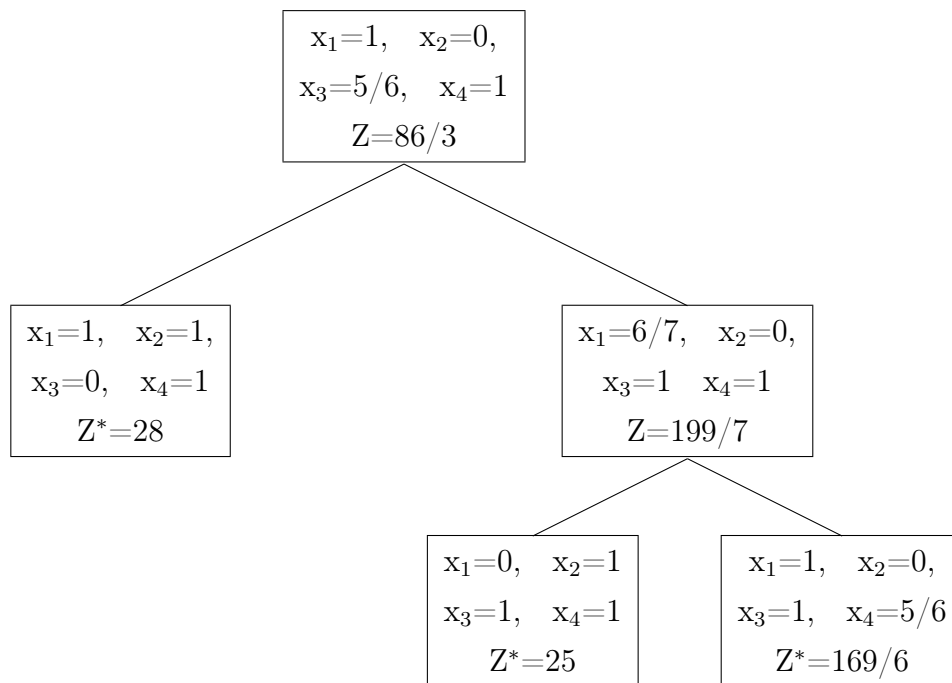 x₁=1, x₂=0,
x₃=5/6, x₄=1
Z=86/3
x₁=1, x₂=1,
x₃=0, x₄=1
Z*=28
x₁=6/7, x₂=0,
x₃=1 x₄=1
Z=199/7
x₁=0, x₂=1
x₃=1, x₄=1
Z*=25
x₁=1, x₂=0,
x₃=1, x₄=5/6
Z*=169/6